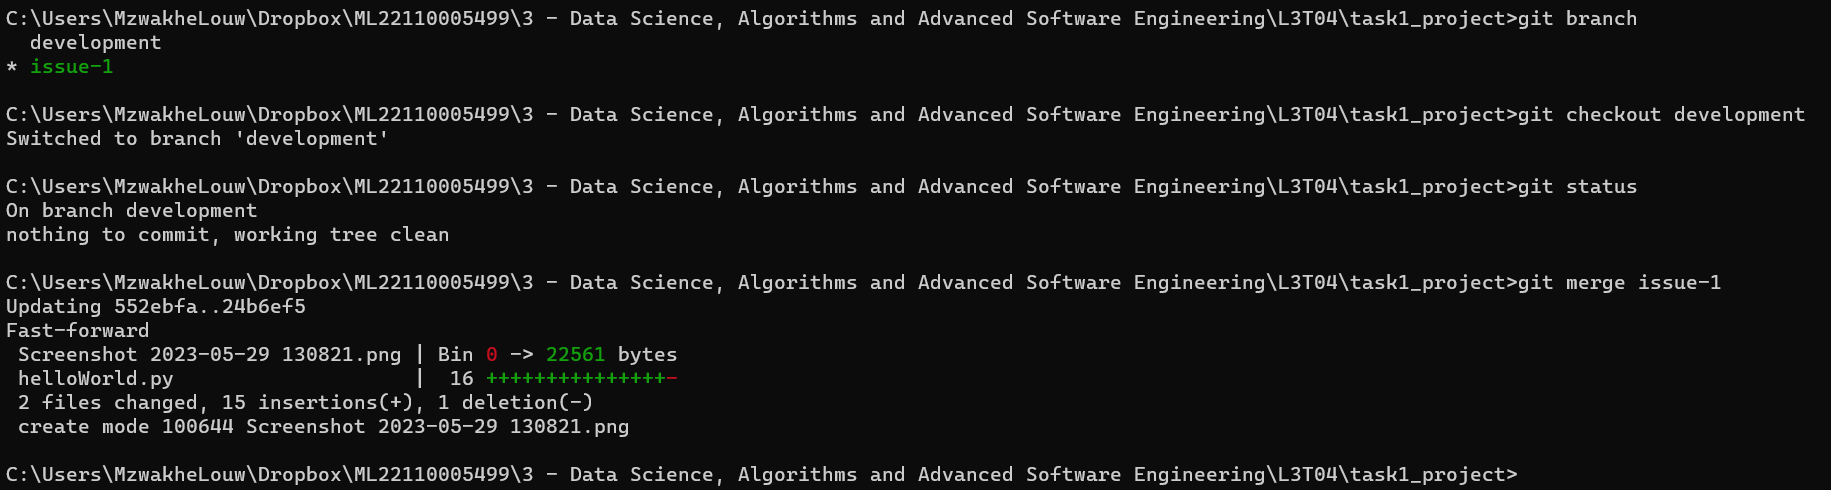 C:\Users\MzwakheLouw\Dropbox\ML22110005499\3 - Data Science, Algorithms and Advanced Software Engineering\L3T04\task1_project>git branch
  development
* issue-1
C:\Users\MzwakheLouw\Dropbox\ML22110005499\3 - Data Science, Algorithms and Advanced Software Engineering\L3T04\task1_project>git checkout development
Switched to branch 'development'
C:\Users\MzwakheLouw\Dropbox\ML22110005499\3 - Data Science, Algorithms and Advanced Software Engineering\L3T04\task1_project>git status
On branch development
nothing to commit, working tree clean
C:\Users\MzwakheLouw\Dropbox\ML22110005499\3 - Data Science, Algorithms and Advanced Software Engineering\L3T04\task1_project>git merge issue-1
Updating 552ebfa..24b6ef5
Fast-forward
 Screenshot 2023-05-29 130821.png | Bin 0 -> 22561 bytes
 helloWorld.py                    |  16 +++++++++++++++-
 2 files changed, 15 insertions(+), 1 deletion(-)
 create mode 100644 Screenshot 2023-05-29 130821.png
C:\Users\MzwakheLouw\Dropbox\ML22110005499\3 - Data Science, Algorithms and Advanced Software Engineering\L3T04\task1_project>